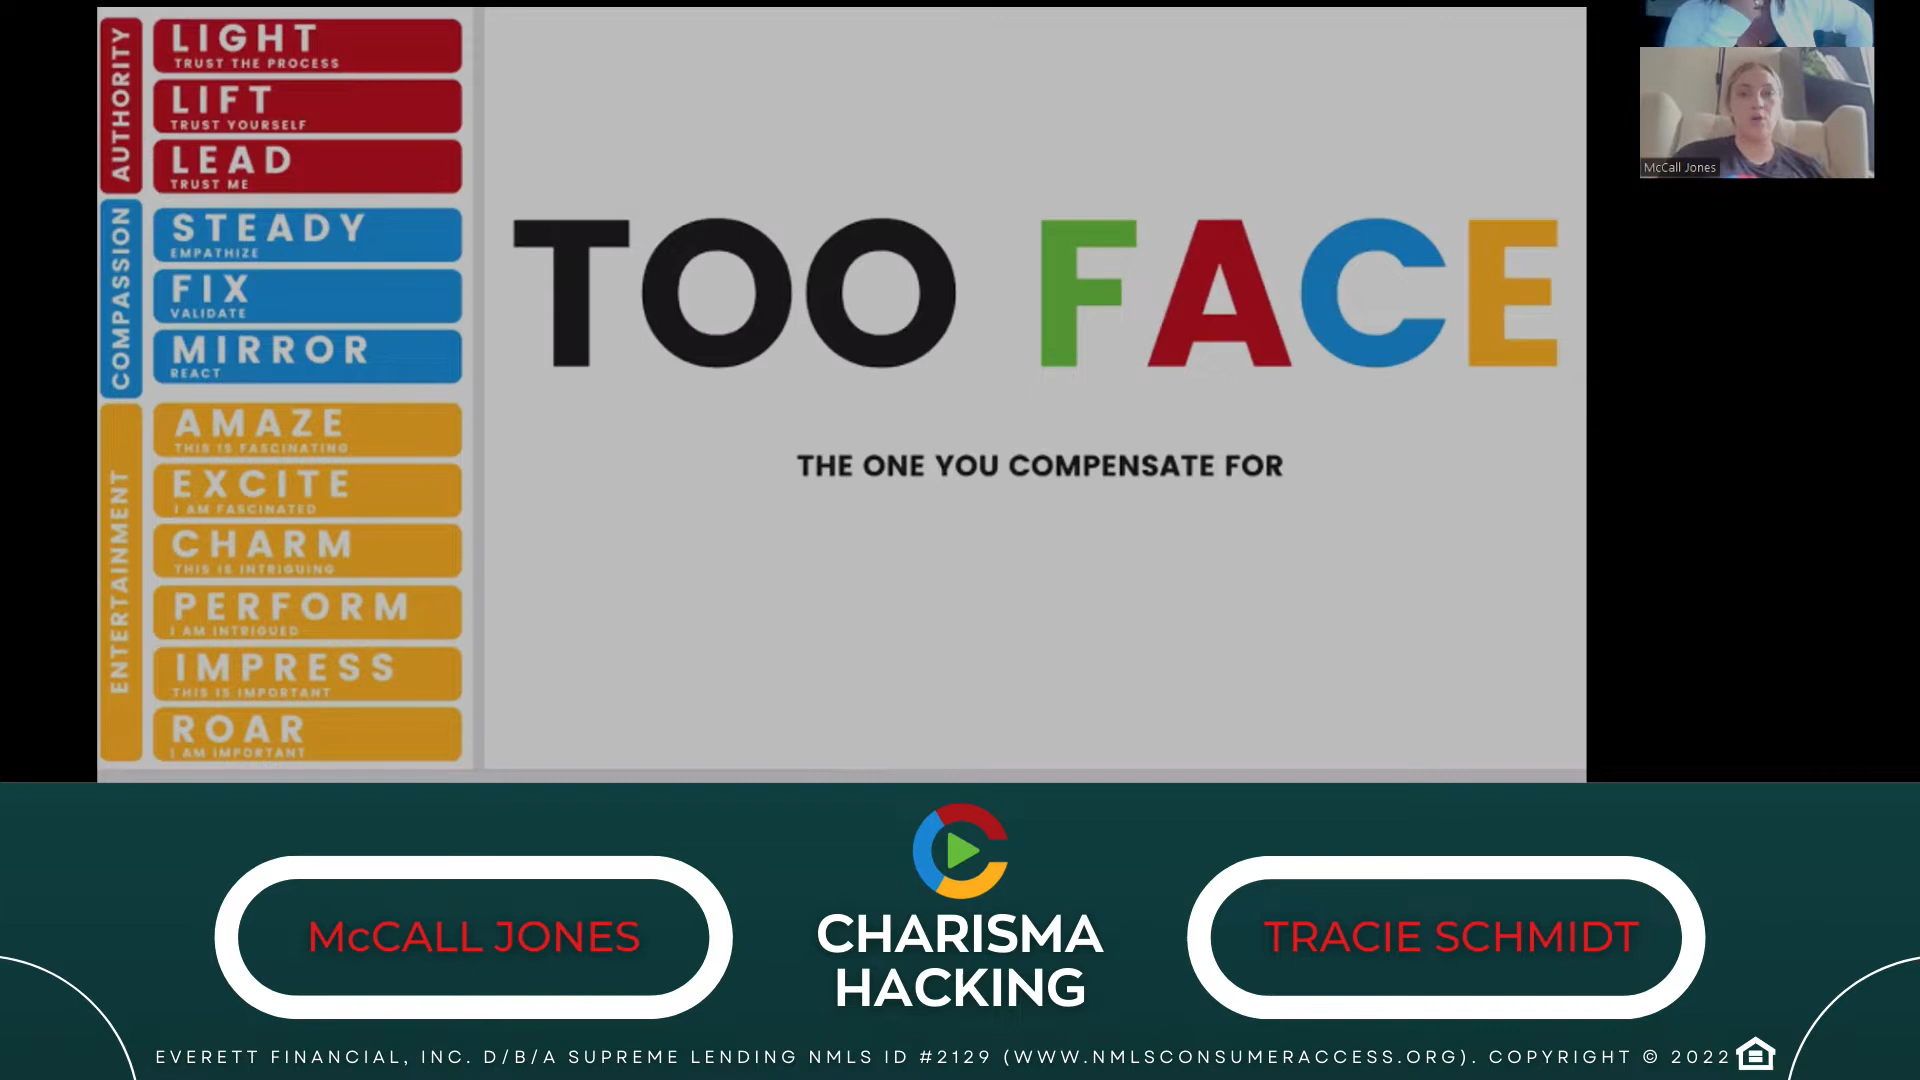 AUTHORITY
LIGHT
TRUST THE PROCESS
LIFT
TRUST YOURSELF
LEAD
TRUST ME
COMPASSION
STEADY
EMPATHIZE
FIX
VALIDATE
MIRROR
REACT
ENTERTAINMENT
AMAZE
THIS IS FASCINATING
EXCITE
I AM FASCINATED
CHARM
THIS IS INTRIGUING
PERFORM
I AM INTRIGUED
IMPRESS
THIS IS IMPORTANT
ROAR
I AM IMPORTANT
TOO FACE
THE ONE YOU COMPENSATE FOR
McCall Jones
McCALL JONES
CHARISMA
HACKING
TRACIE SCHMIDT
EVERETT FINANCIAL, INC. D/B/A SUPREME LENDING NMLS ID #2129 (WWW.NMLSCONSUMERACCESS.ORG). COPYRIGHT © 2022